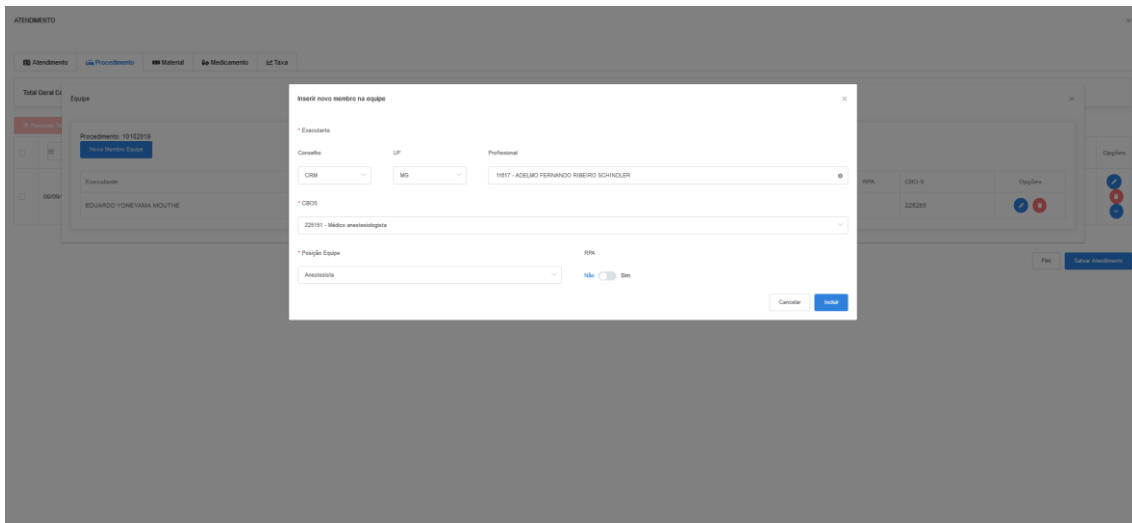 ATENDIMENTO
Atendimento Procedimento Material Medicamento Taxa
Total Geral
Equipe
Inserir novo membro na equipe
Procedimento: 10102019
Novo Membro Equipe
* Executante
Conselho UF Profissional
CRM MG 11617 - ADELMO FERNANDO RIBEIRO SCHINDLER
Executante RPA CBO-S Opções Opções
EDUARDO YONEYAMA MOUTHE 225285
09/09/
* CBOS
225151 - Médico anestesiologista
* Posição Equipe RPA
Anestesista Não Sim
Cancelar Incluir
Salvar Atendimento